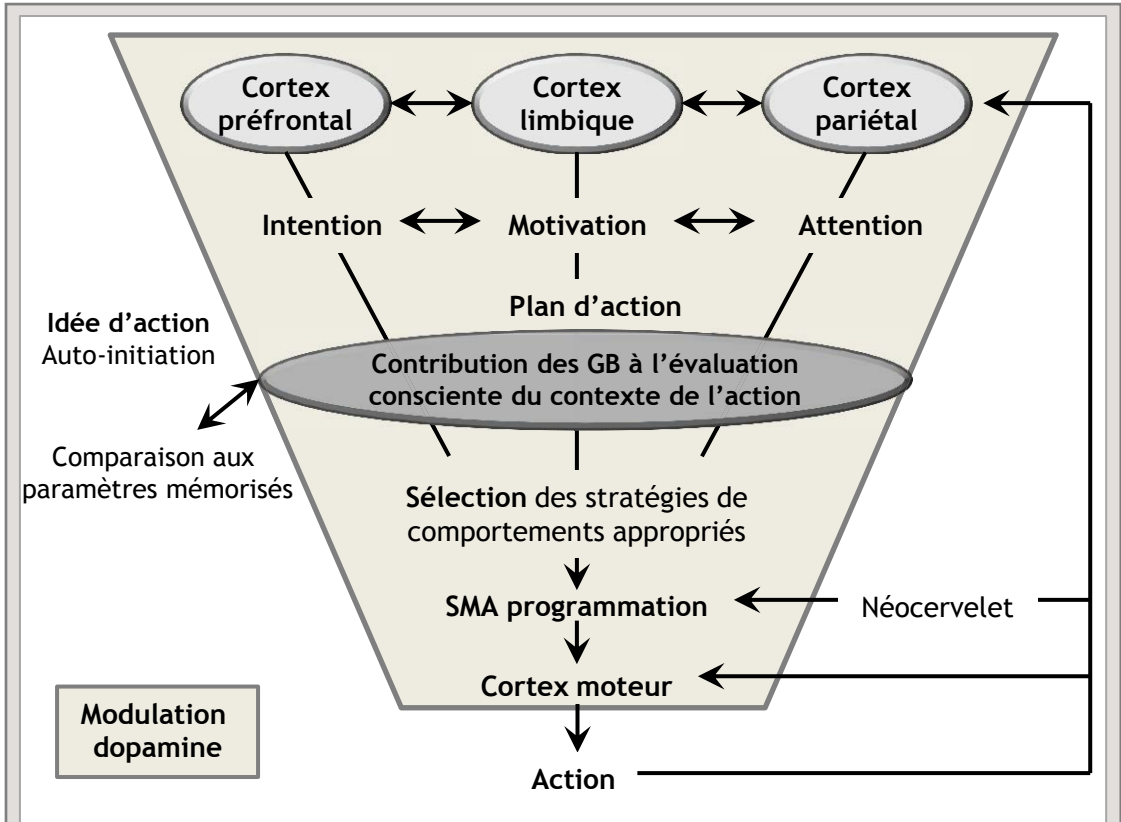 Cortex
préfrontal
Cortex
limbique
Cortex
pariétal
Intention
Motivation
Attention
Plan d’action
Idée d’action
Auto-initiation
Contribution des GB à l’évaluation
consciente du contexte de l’action
Comparaison aux
paramètres mémorisés
Sélection des stratégies de
comportements appropriés
SMA programmation
Néocervelet
Cortex moteur
Modulation
dopamine
Action